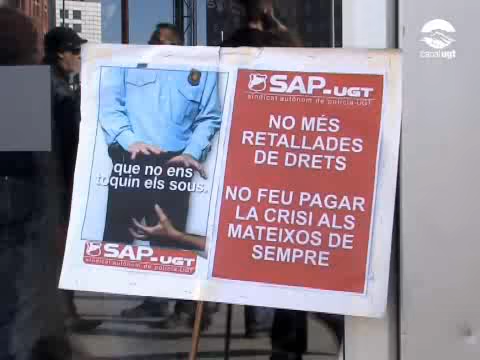 canal ugt
que no ens
toquin els sous.
SAP-UGT
sindicat autònom de policia-UGT
SAP-UGT
sindicat autònom de policia-UGT
NO MÉS
RETALLADES
DE DRETS
NO FEU PAGAR
LA CRISI ALS
MATEIXOS DE
SEMPRE